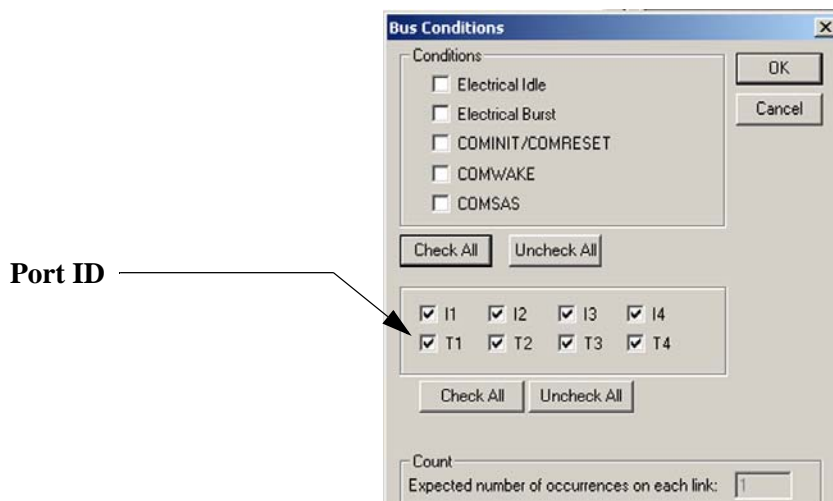 Bus Conditions
Conditions
OK
Electrical Idle
Electrical Burst
Cancel
COMINIT/COMRESET
COMWAKE
COMSAS
Check All Uncheck All
Port ID
I1 I2 I3 I4
T1 T2 T3 T4
Check All Uncheck All
Count
Expected number of occurrences on each link: 1